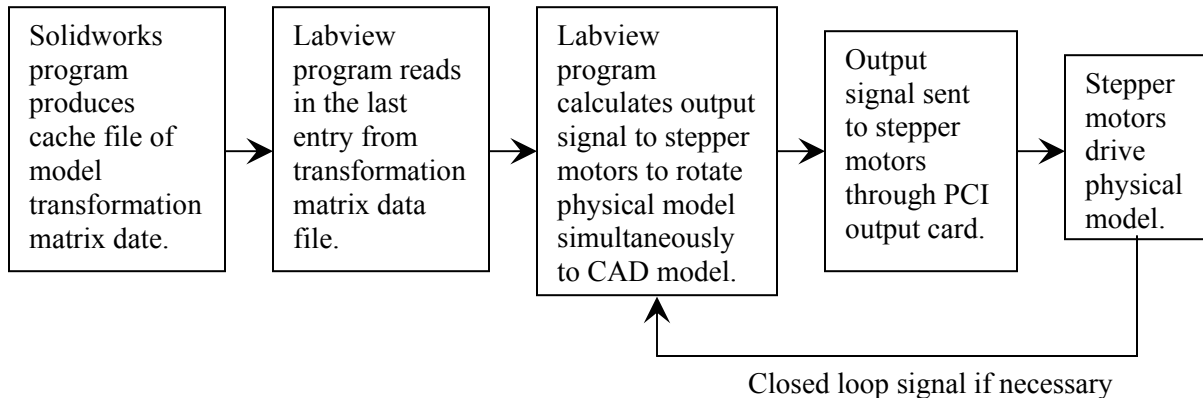 Solidworks
program
produces
cache file of
model
transformation
matrix date.
Labview
program reads
in the last
entry from
transformation
matrix data
file.
Labview
program
calculates output
signal to stepper
motors to rotate
physical model
simultaneously
to CAD model.
Output
signal sent
to stepper
motors
through PCI
output card.
Stepper
motors
drive
physical
model.
Closed loop signal if necessary